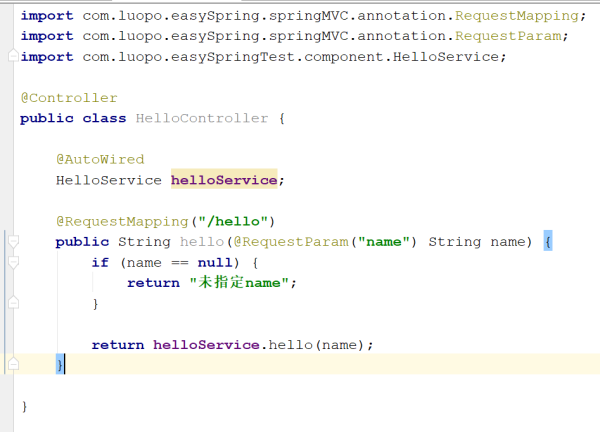 import com.luopo.easySpring.springMVC.annotation.RequestMapping;
import com.luopo.easySpring.springMVC.annotation.RequestParam;
import com.luopo.easySpringTest.component.HelloService;
@Controller
public class HelloController {
@AutoWired
HelloService helloService;
@RequestMapping("/hello")
public String hello(@RequestParam("name") String name) {
if (name == null) {
return "未指定name";
}
return helloService.hello(name);
}
}